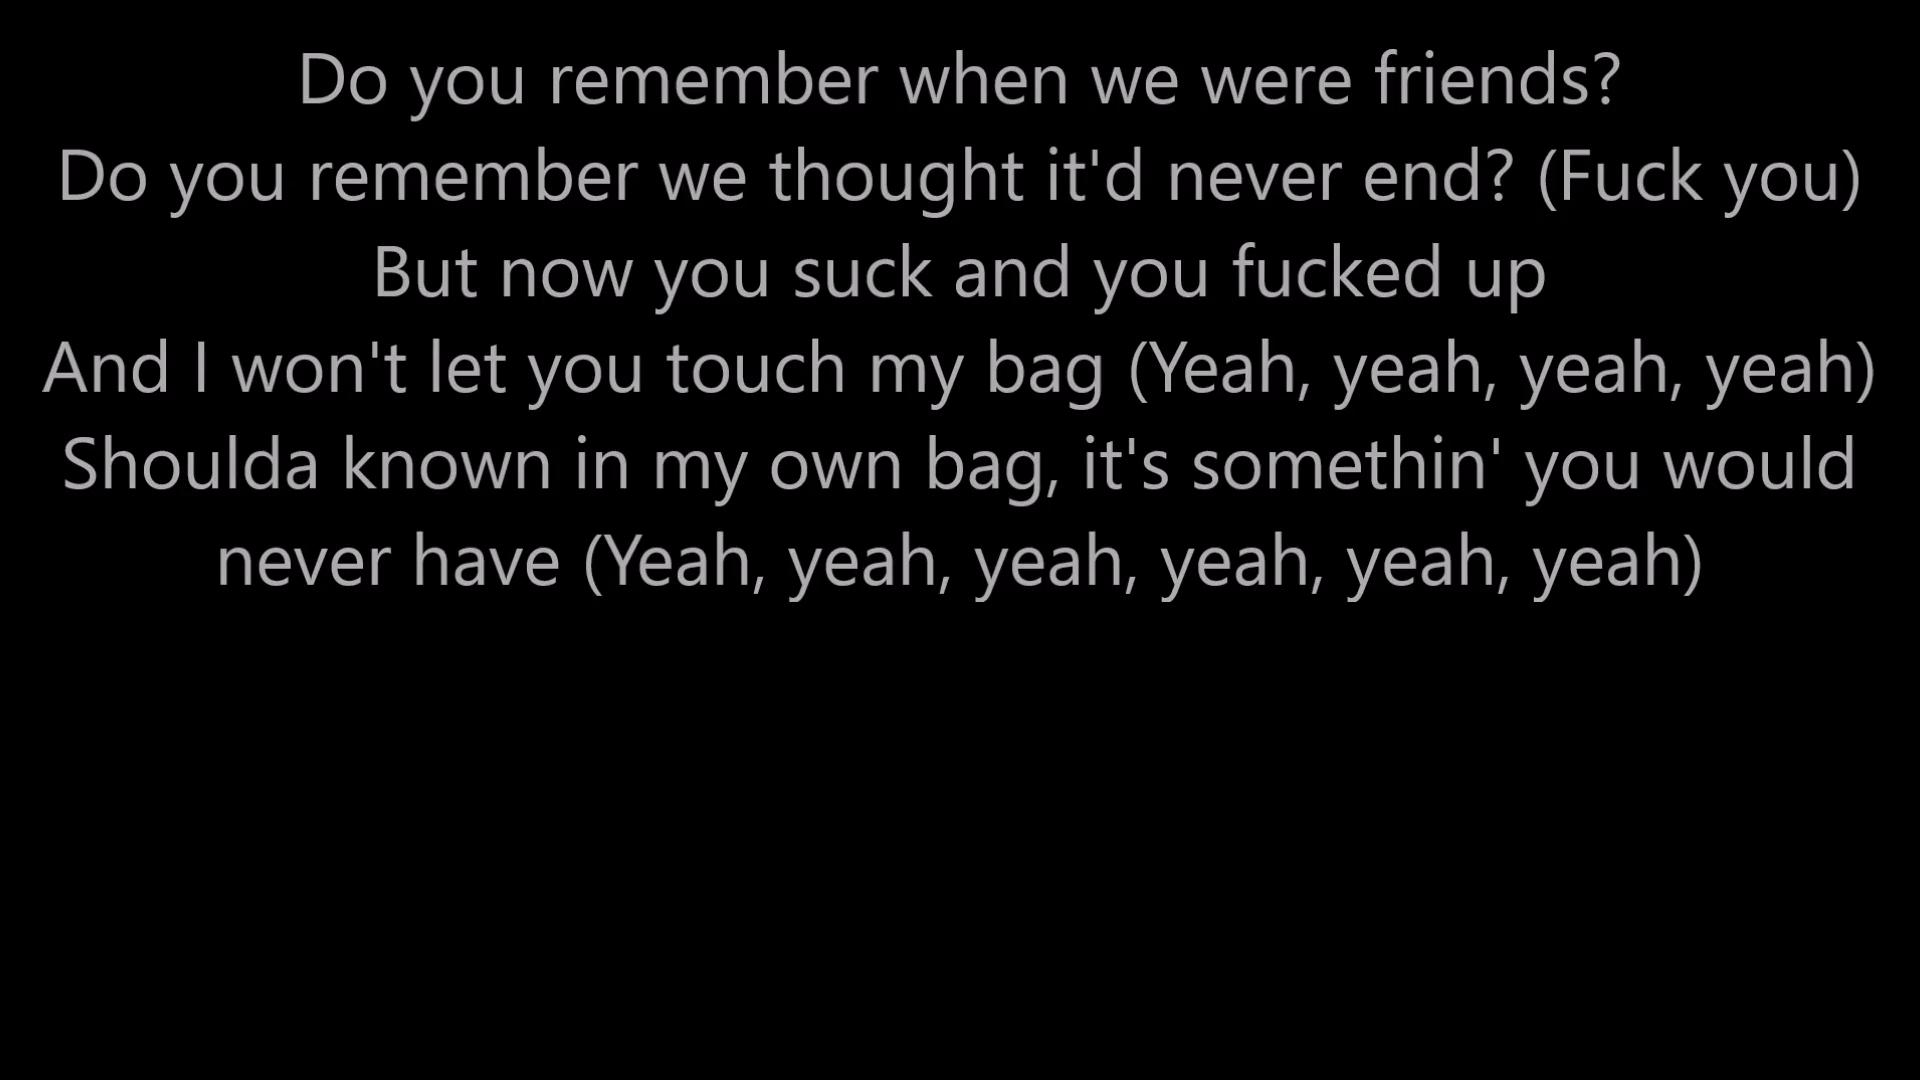 Do you remember when we were friends?
Do you remember we thought it'd never end? (Fuck you)
But now you suck and you fucked up
And I won't let you touch my bag (Yeah, yeah, yeah, yeah)
Shoulda known in my own bag, it's somethin' you would
never have (Yeah, yeah, yeah, yeah, yeah, yeah)